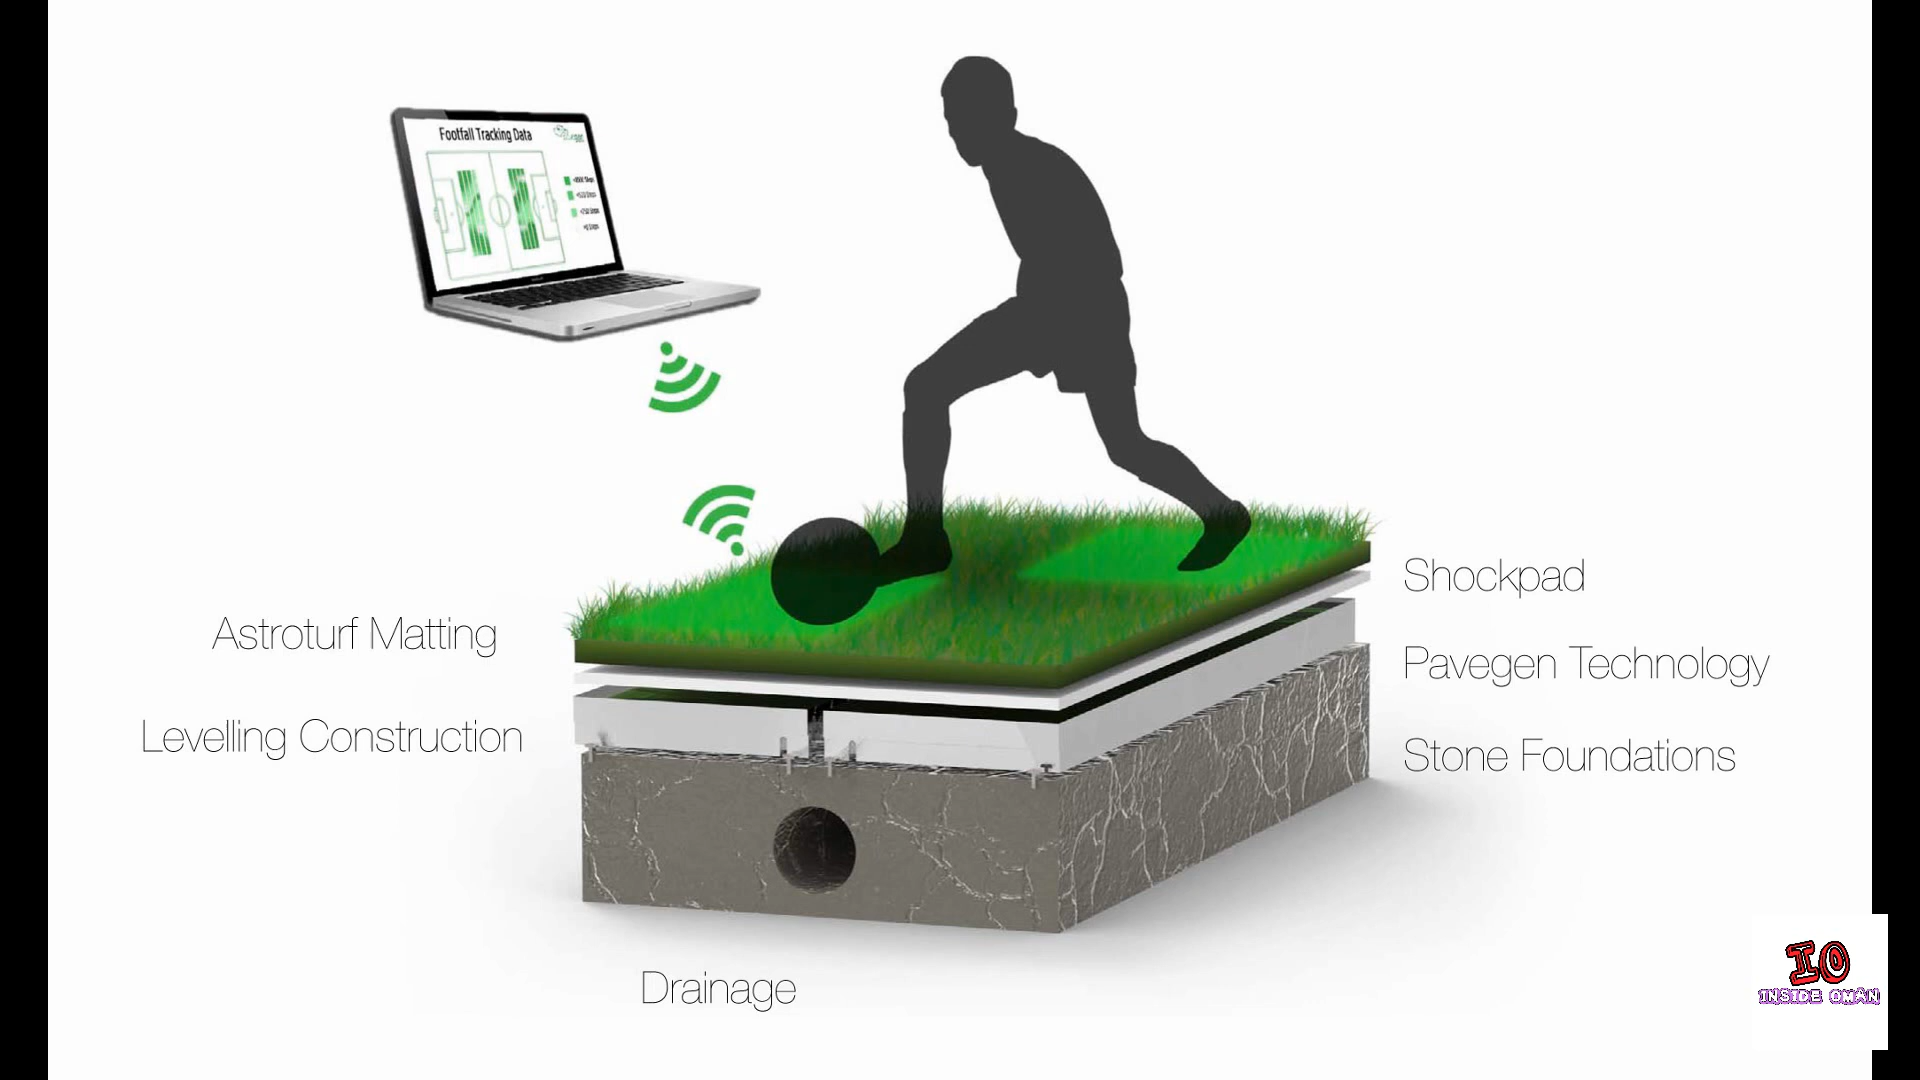 Footfall Tracking Data
Shockpad
Astroturf Matting
Pavegen Technology
Levelling Construction
Stone Foundations
Drainage
IO
INSIDE OMAN